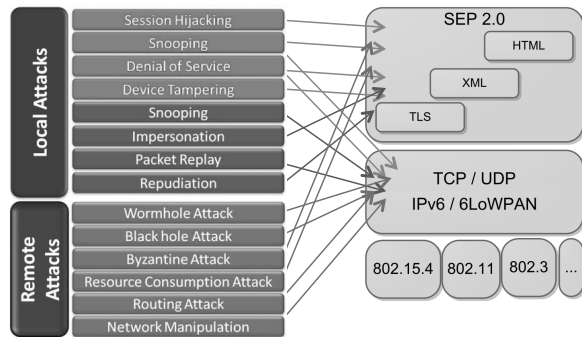 Local Attacks
Session Hijacking
Snooping
Denial of Service
Device Tampering
Snooping
Impersonation
Packet Replay
Repudiation
Remote
Attacks
Wormhole Attack
Black hole Attack
Byzantine Attack
Resource Consumption Attack
Routing Attack
Network Manipulation
SEP 2.0
HTML
XML
TLS
TCP / UDP
IPv6 / 6LoWPAN
802.15.4
802.11
802.3
...